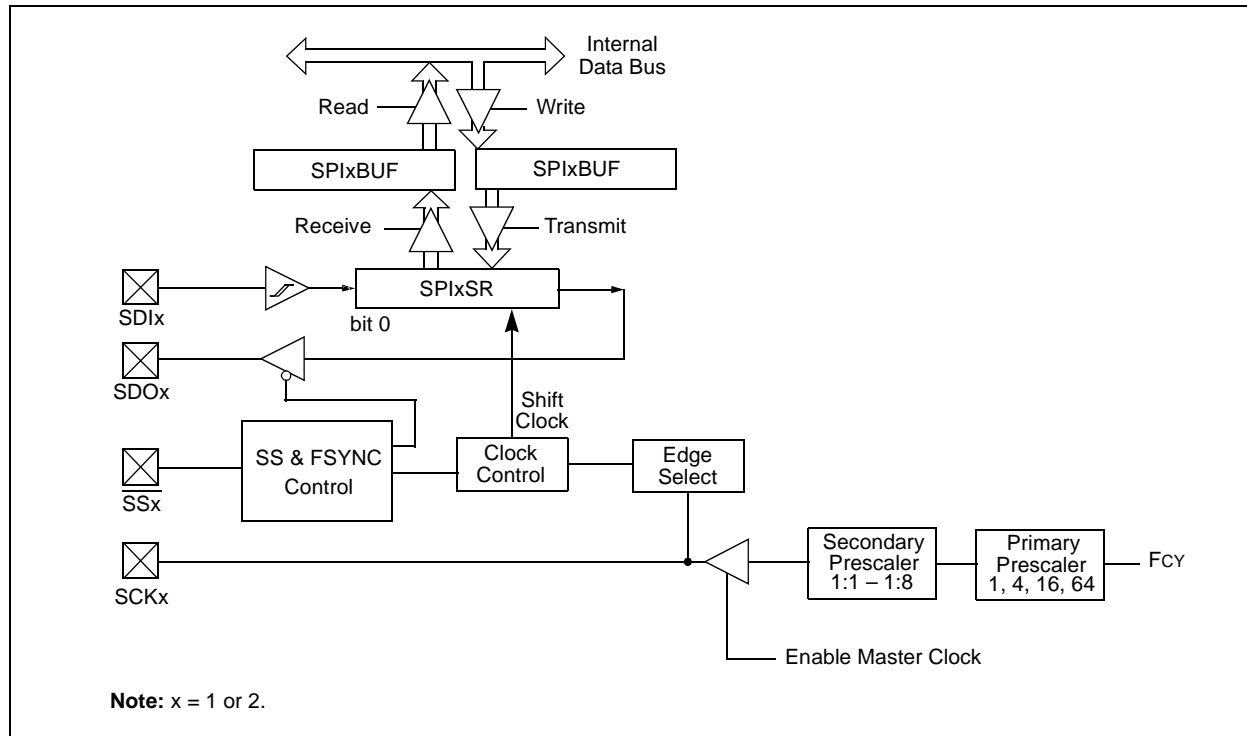 Internal
Data Bus
Read
Write
SPIxBUF
SPIxBUF
Receive
Transmit
SPIxSR
SDIx
bit 0
SDOx
Shift
Clock
SS & FSYNC
Control
Clock
Control
Edge
Select
SSx
Secondary
Prescaler
1:1 – 1:8
Primary
Prescaler
1, 4, 16, 64
FCY
SCKx
Enable Master Clock
Note: x = 1 or 2.